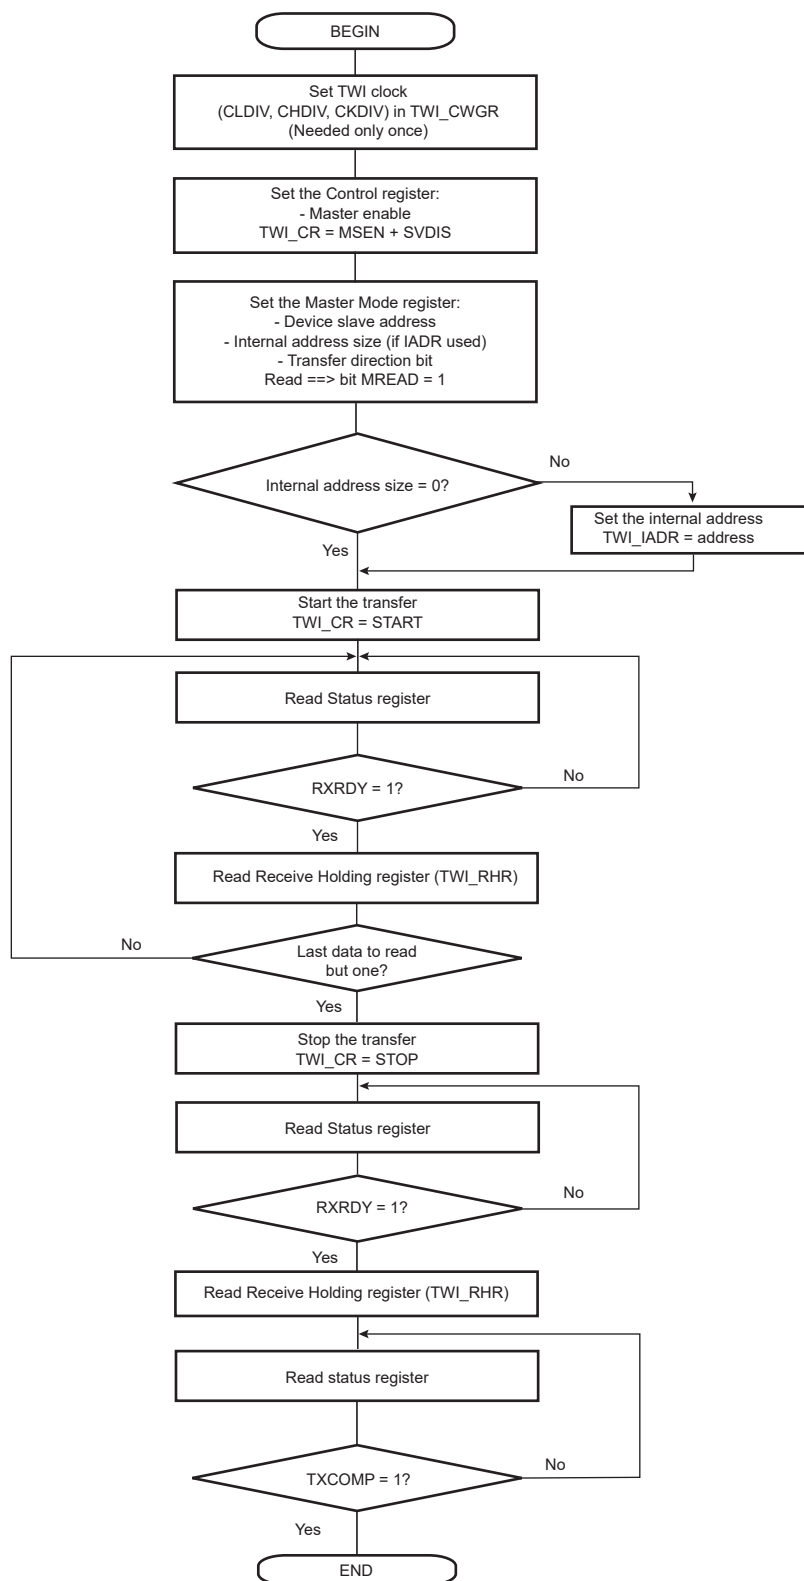 BEGIN
Set TWI clock
(CLDIV, CHDIV, CKDIV) in TWI_CWGR
(Needed only once)
Set the Control register:
- Master enable
TWI_CR = MSEN + SVDIS
Set the Master Mode register:
- Device slave address
- Internal address size (if IADR used)
- Transfer direction bit
Read ==> bit MREAD = 1
No
Internal address size = 0?
Set the internal address
TWI_IADR = address
Yes
Start the transfer
TWI_CR = START
Read Status register
RXRDY = 1?
No
Yes
Read Receive Holding register (TWI_RHR)
No
Last data to read
but one?
Yes
Stop the transfer
TWI_CR = STOP
Read Status register
RXRDY = 1?
No
Yes
Read Receive Holding register (TWI_RHR)
Read status register
TXCOMP = 1?
No
Yes
END